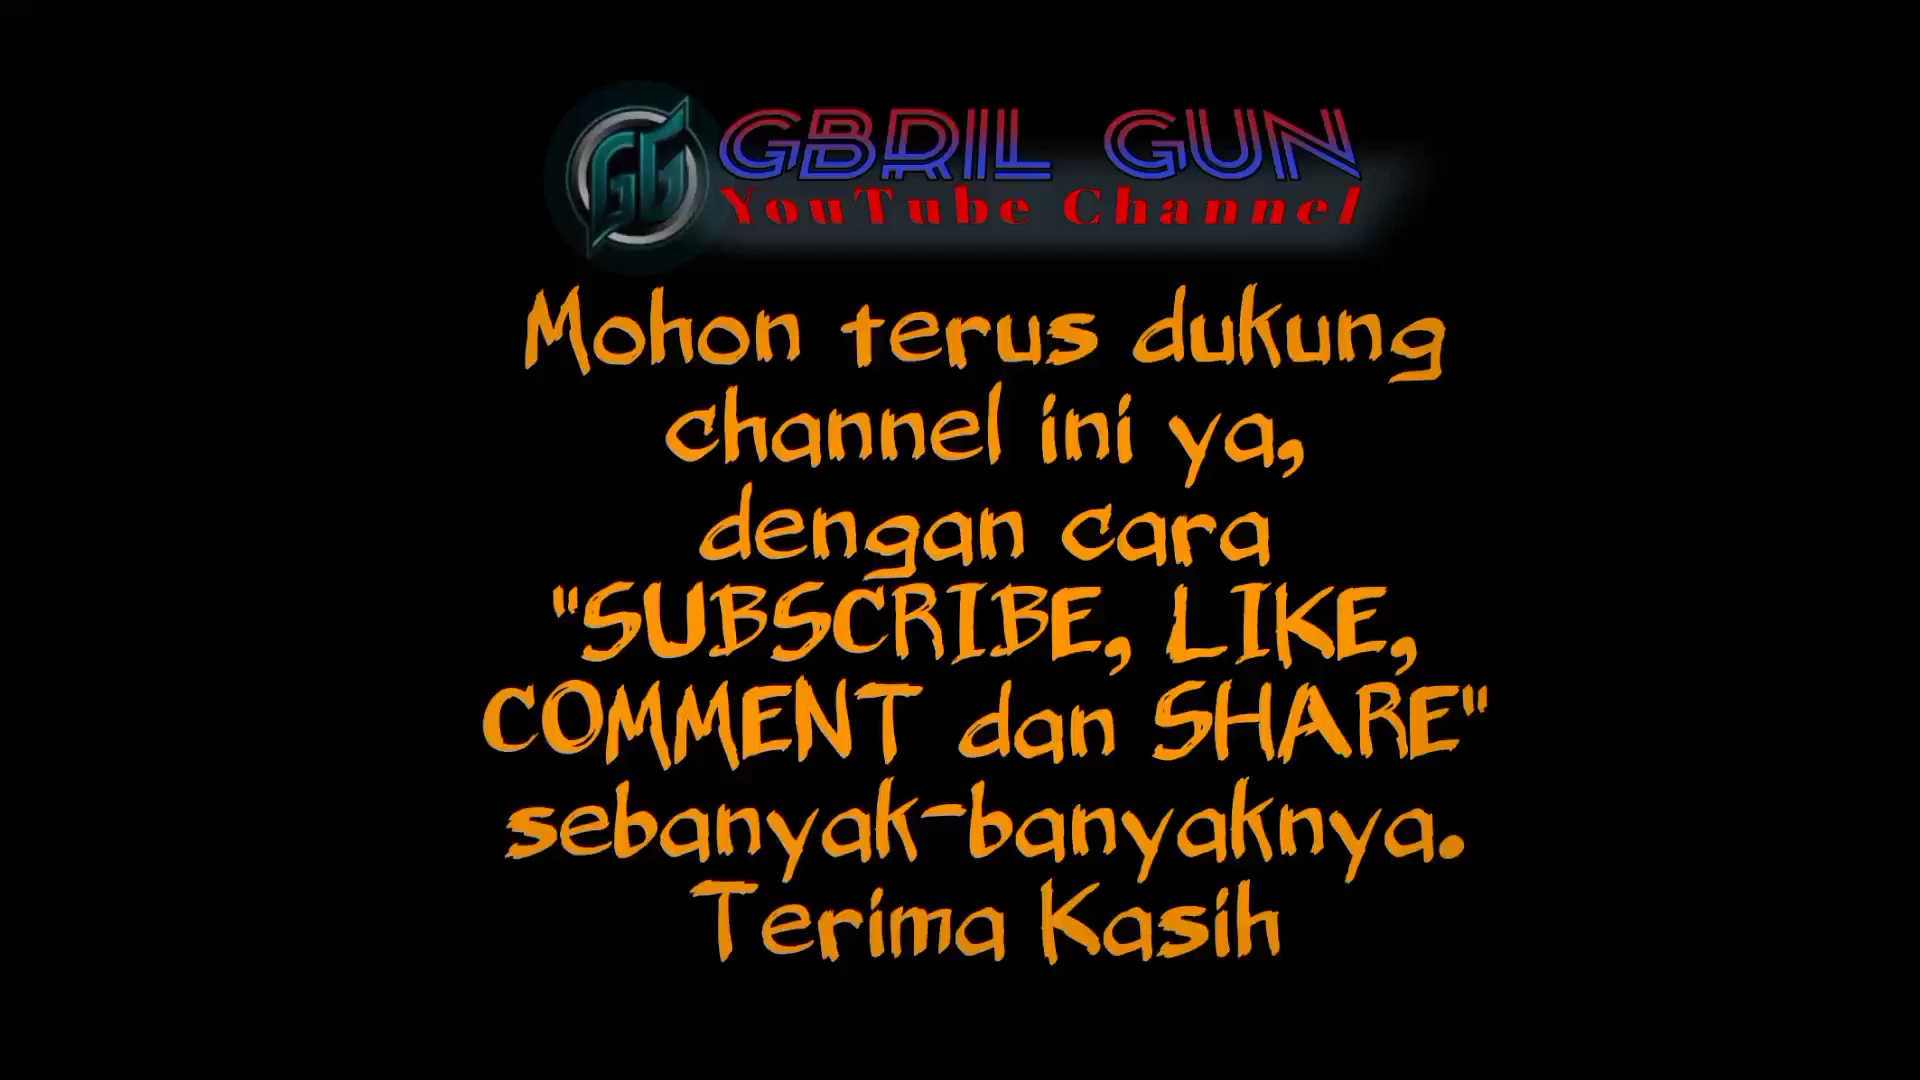 GG
GBRIL GUN
YouTube Channel
Mohon terus dukung
channel ini ya,
dengan cara
"SUBSCRIBE, LIKE,
COMMENT dan SHARE"
sebanyak-banyaknya.
Terima Kasih